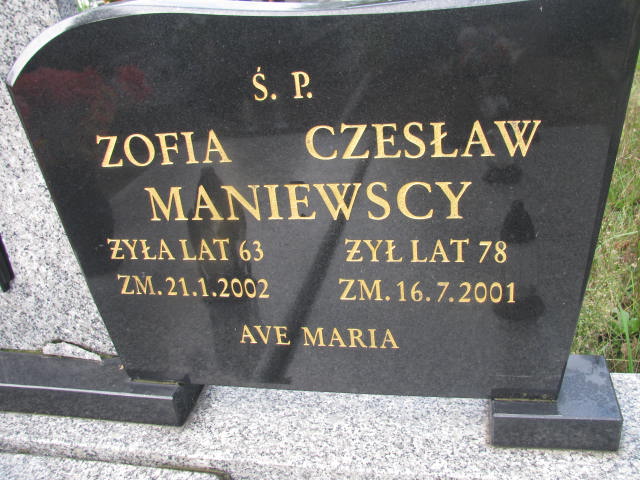 Ś. P.
ZOFIA CZESŁAW
MANIEWSCY
ŻYŁA LAT 63 ŻYŁ LAT 78
ZM. 21.1.2002 ZM. 16.7.2001
AVE MARIA